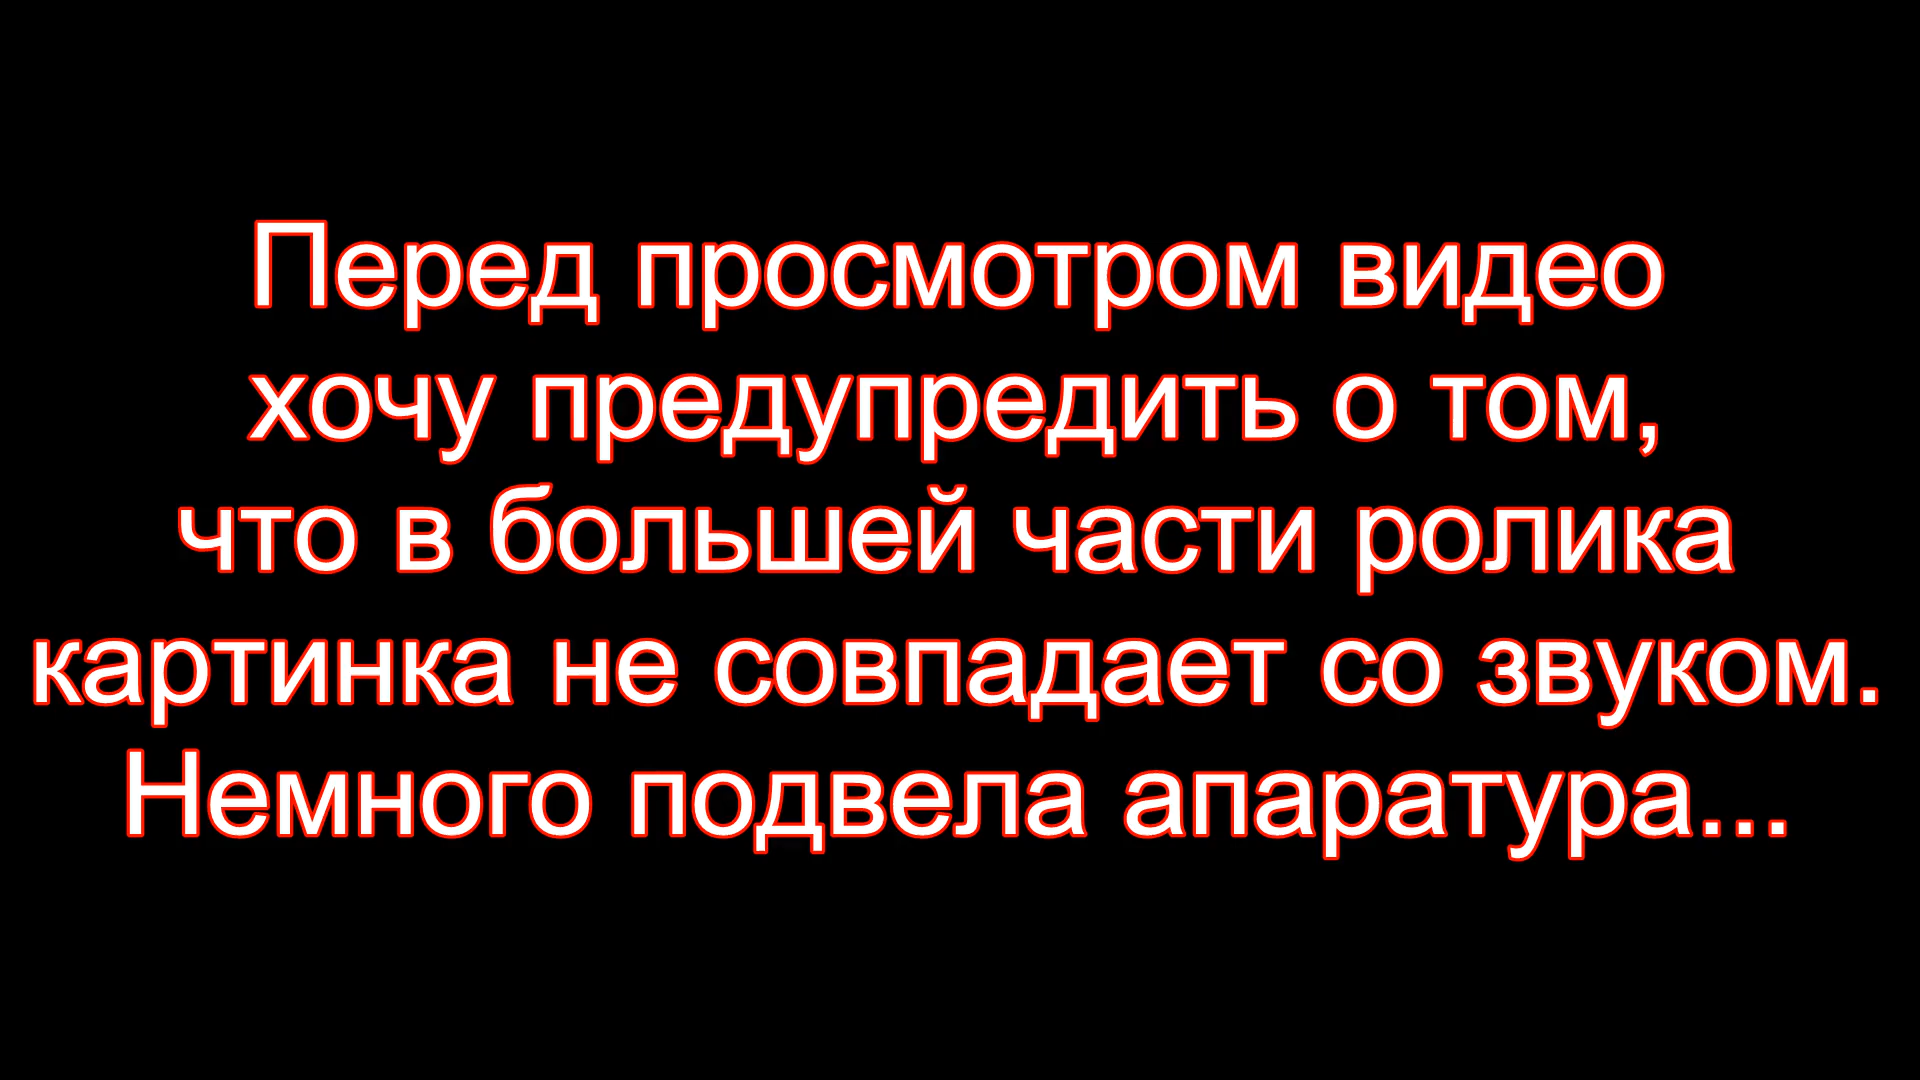 Перед просмотром видео
хочу предупредить о том,
что в большей части ролика
картинка не совпадает со звуком.
Немного подвела апаратура...